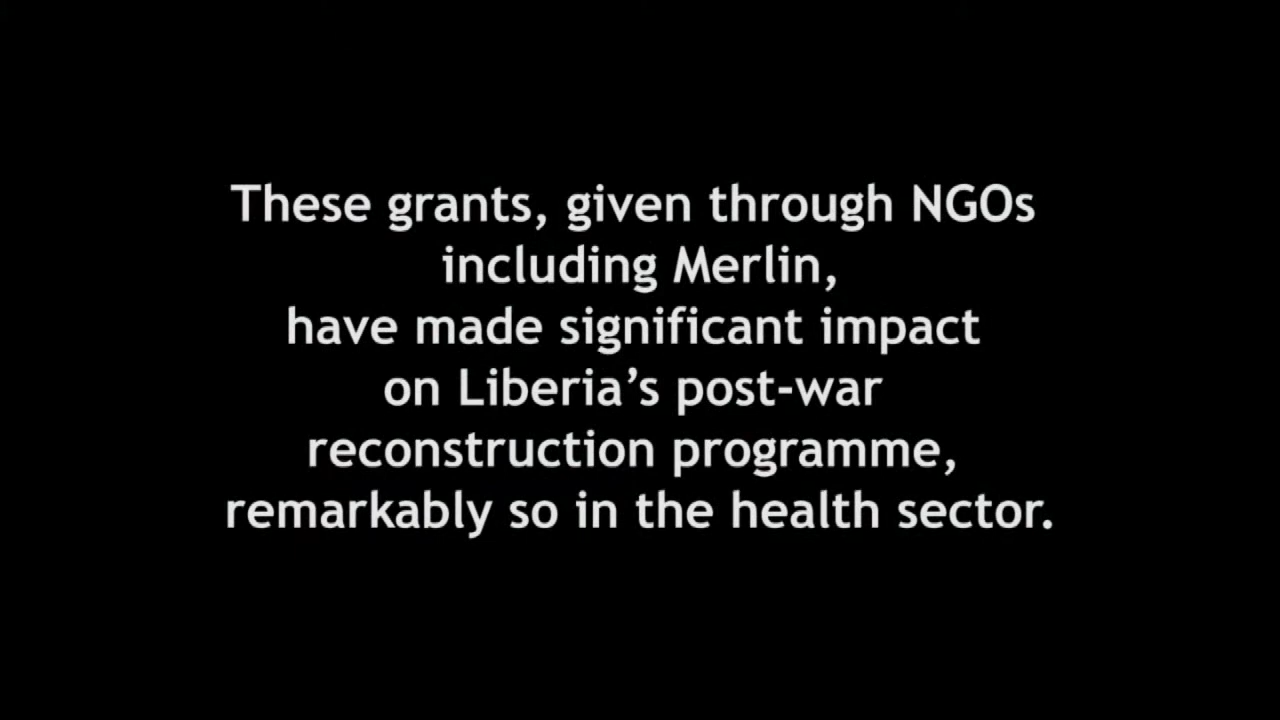 These grants, given through NGOs
including Merlin,
have made significant impact
on Liberia’s post-war
reconstruction programme,
remarkably so in the health sector.